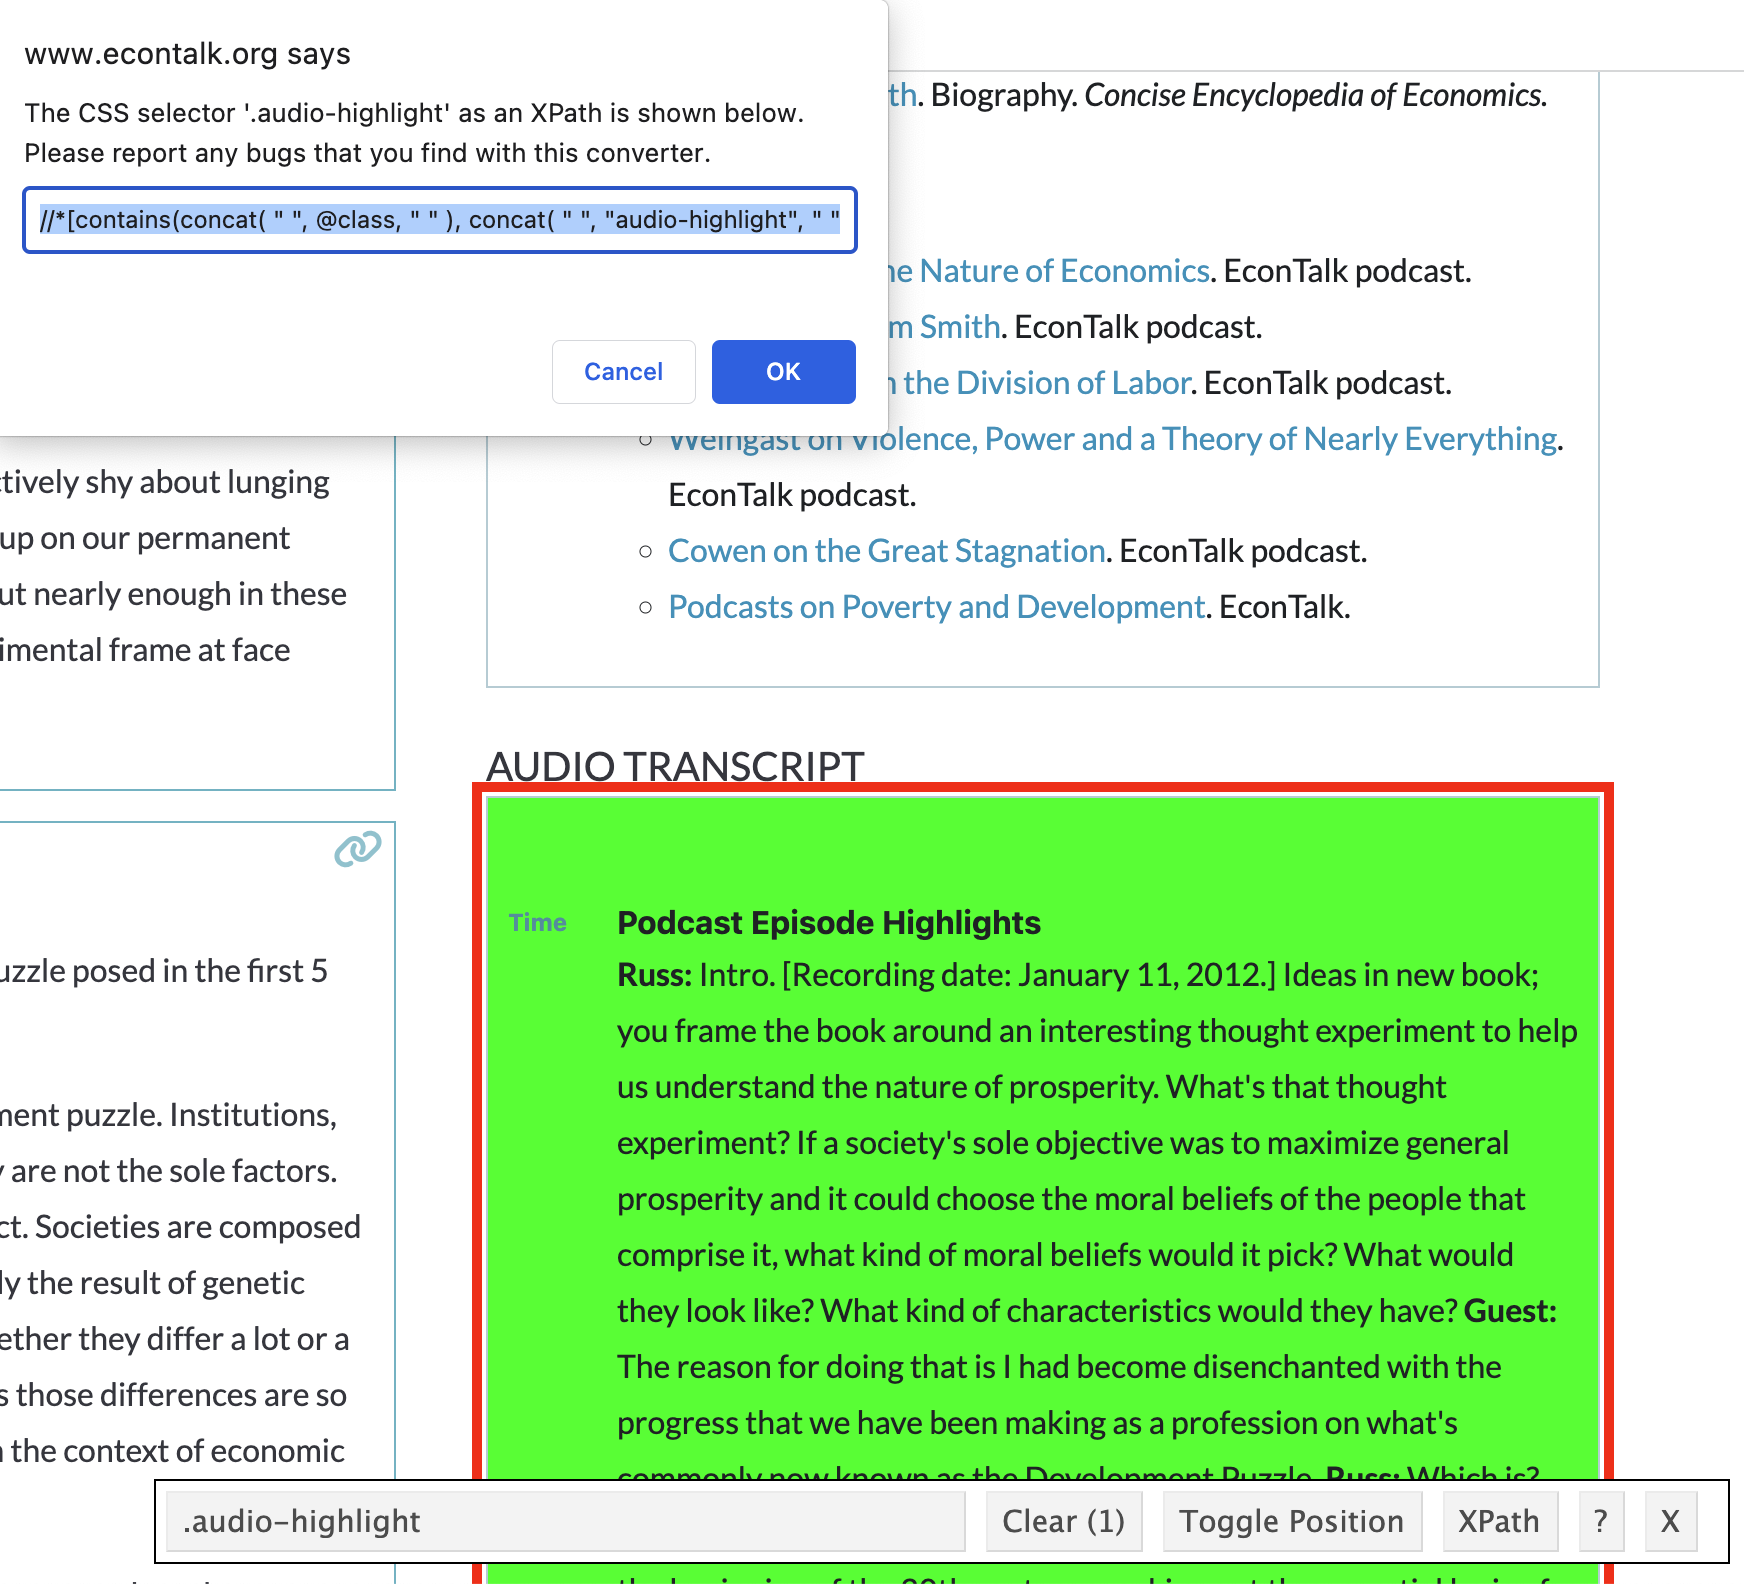 www.econtalk.org says
The CSS selector '.audio-highlight' as an XPath is shown below.
Please report any bugs that you find with this converter.
//*[contains(concat( " ", @class, " " ), concat( " ", "audio-highlight", " "
Cancel
OK
th. Biography. Concise Encyclopedia of Economics.
ne Nature of Economics. EconTalk podcast.
m Smith. EconTalk podcast.
n the Division of Labor. EconTalk podcast.
Weingast on Violence, Power and a Theory of Nearly Everything.
EconTalk podcast.
Cowen on the Great Stagnation. EconTalk podcast.
Podcasts on Poverty and Development. EconTalk.
ctively shy about lunging
up on our permanent
ut nearly enough in these
imental frame at face
uzzle posed in the first 5
ment puzzle. Institutions,
y are not the sole factors.
ct. Societies are composed
ly the result of genetic
ether they differ a lot or a
s those differences are so
n the context of economic
AUDIO TRANSCRIPT
Time
Podcast Episode Highlights
Russ: Intro. [Recording date: January 11, 2012.] Ideas in new book;
you frame the book around an interesting thought experiment to help
us understand the nature of prosperity. What's that thought
experiment? If a society's sole objective was to maximize general
prosperity and it could choose the moral beliefs of the people that
comprise it, what kind of moral beliefs would it pick? What would
they look like? What kind of characteristics would they have? Guest:
The reason for doing that is I had become disenchanted with the
progress that we have been making as a profession on what's
commonly now known as the Development Puzzle. Russ: Which is?
.audio-highlight
Clear (1)
Toggle Position
XPath
?
X